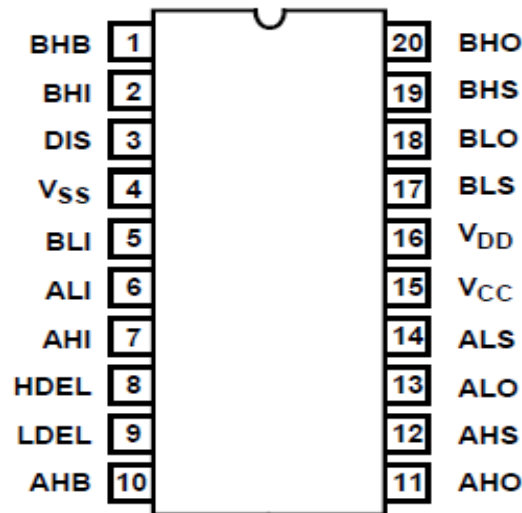 BHB 1 20 BHO
BHI 2 19 BHS
DIS 3 18 BLO
VSS 4 17 BLS
BLI 5 16 VDD
ALI 6 15 VCC
AHI 7 14 ALS
HDEL 8 13 ALO
LDEL 9 12 AHS
AHB 10 11 AHO